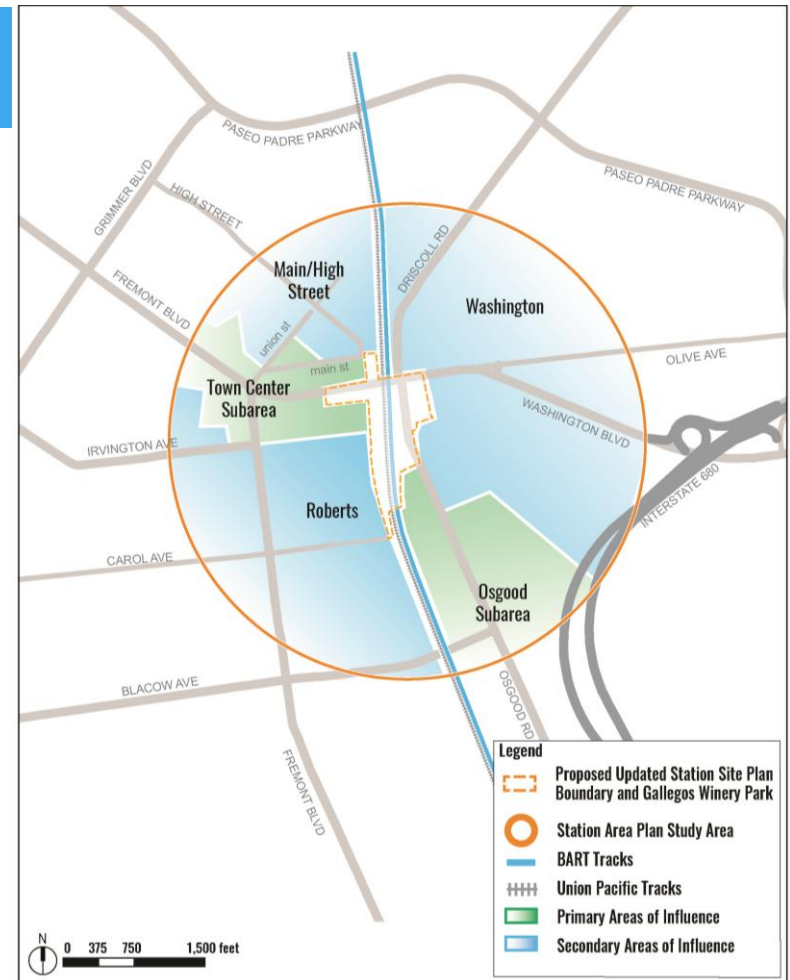 PASEO PADRE PARKWAY
PASEO PADRE PARKWAY
GRIMMER BLVD
HIGH STREET
DRISCOLL RD
FREMONT BLVD
Main/High
Street
Washington
union st
main st
OLIVE AVE
Town Center
Subarea
WASHINGTON BLVD
IRVINGTON AVE
INTERSTATE 680
Roberts
CAROL AVE
Osgood
Subarea
BLACOW AVE
OSGOOD RD
FREMONT BLVD
Legend
Proposed Updated Station Site Plan
Boundary and Gallegos Winery Park
Station Area Plan Study Area
BART Tracks
Union Pacific Tracks
Primary Areas of Influence
Secondary Areas of Influence
N
0 375 750 1,500 feet